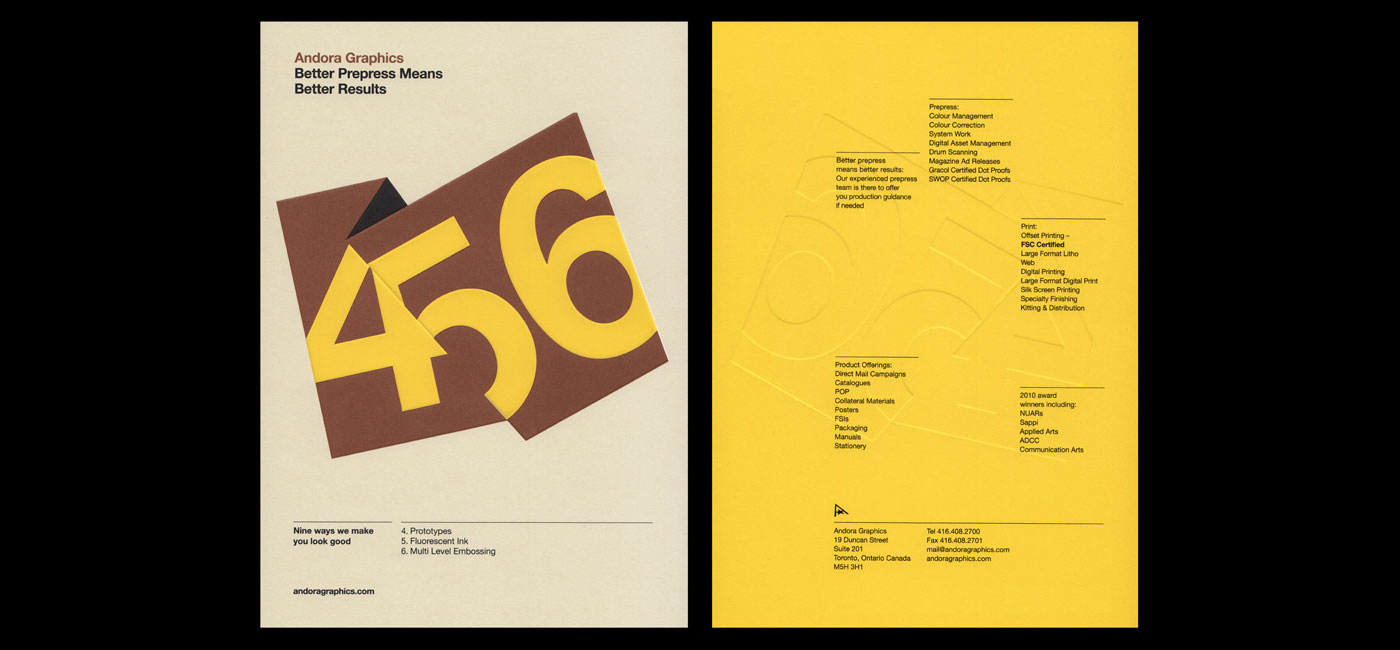 Andora Graphics
Better Prepress Means
Better Results
4 5 6
Nine ways we make
you look good
4. Prototypes
5. Fluorescent Ink
6. Multi Level Embossing
andoragraphics.com
Prepress:
Colour Management
Colour Correction
System Work
Digital Asset Management
Drum Scanning
Magazine Ad Releases
Gracol Certified Dot Proofs
SWOP Certified Dot Proofs
Better prepress
means better results:
Our experienced prepress
team is there to offer
you production guidance
if needed
Print:
Offset Printing –
FSC Certified
Large Format Litho
Web
Digital Printing
Large Format Digital Print
Silk Screen Printing
Specialty Finishing
Kitting & Distribution
Product Offerings:
Direct Mail Campaigns
Catalogues
POP
Collateral Materials
Posters
FSIs
Packaging
Manuals
Stationery
2010 award
winners including:
NUARs
Sappi
Applied Arts
ADCC
Communication Arts
Andora Graphics
19 Duncan Street
Suite 201
Toronto, Ontario Canada
M5H 3H1
Tel 416.408.2700
Fax 416.408.2701
mail@andoragraphics.com
andoragraphics.com